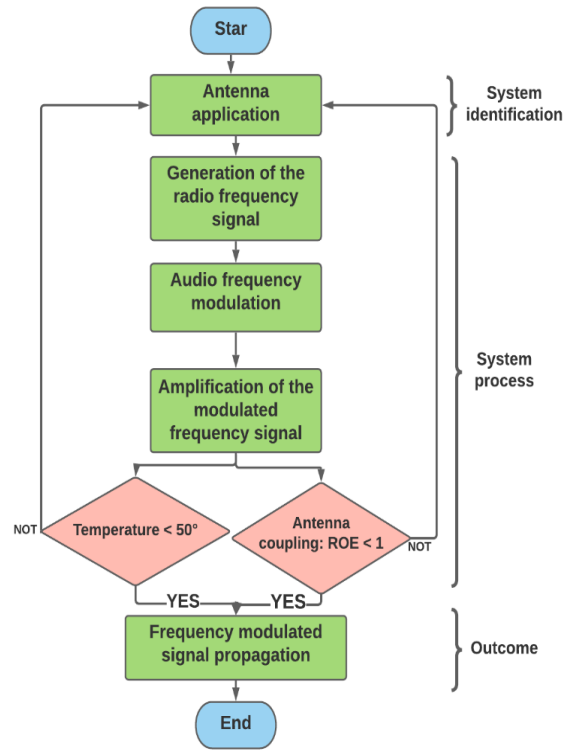 Star
Antenna
application
System
identification
Generation of the
radio frequency
signal
Audio frequency
modulation
System
process
Amplification of the
modulated
frequency signal
NOT
Temperature < 50°
Antenna
coupling: ROE < 1
NOT
YES
YES
Frequency modulated
signal propagation
Outcome
End